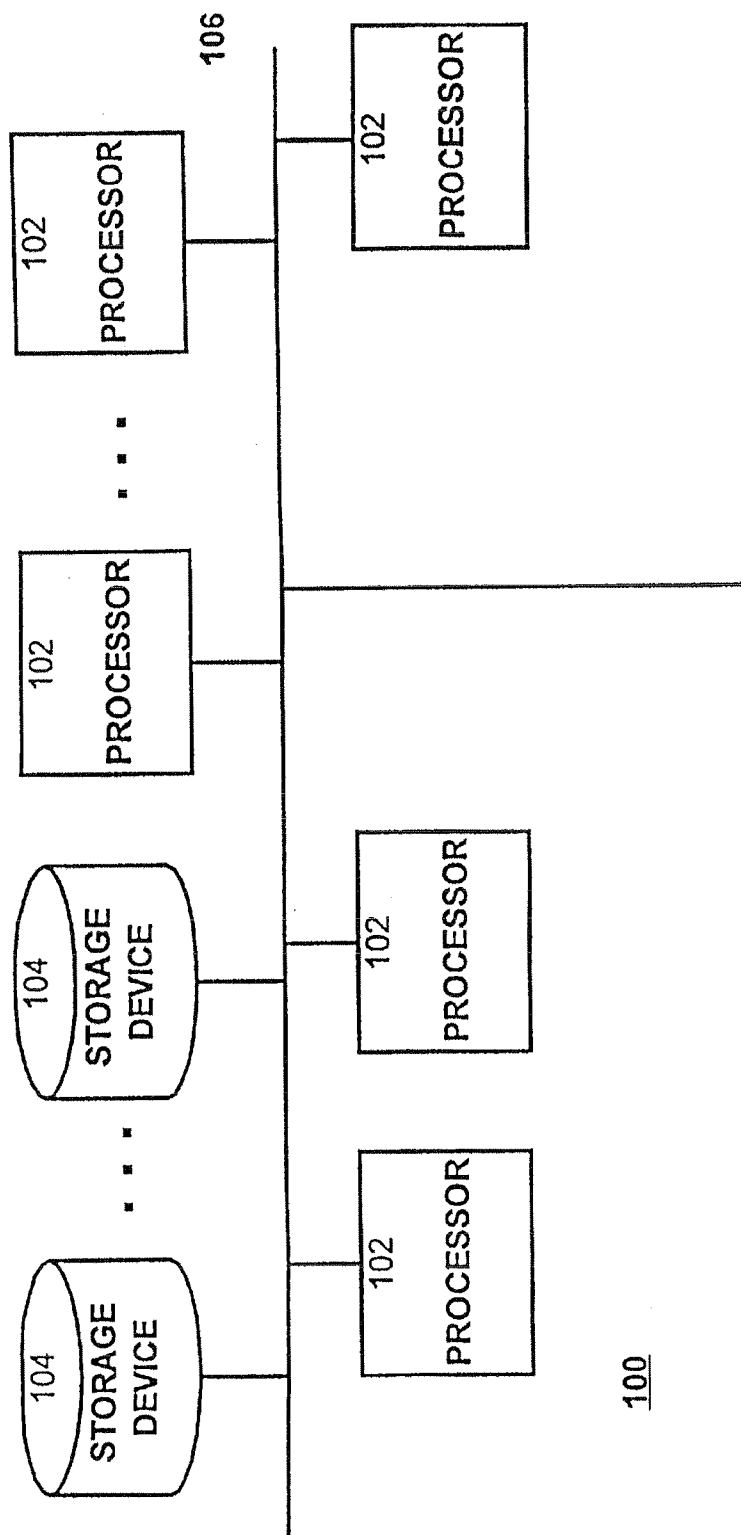 104
STORAGE
DEVICE
. . .
104
STORAGE
DEVICE
102
PROCESSOR
. . .
102
PROCESSOR
106
102
PROCESSOR
102
PROCESSOR
102
PROCESSOR
100